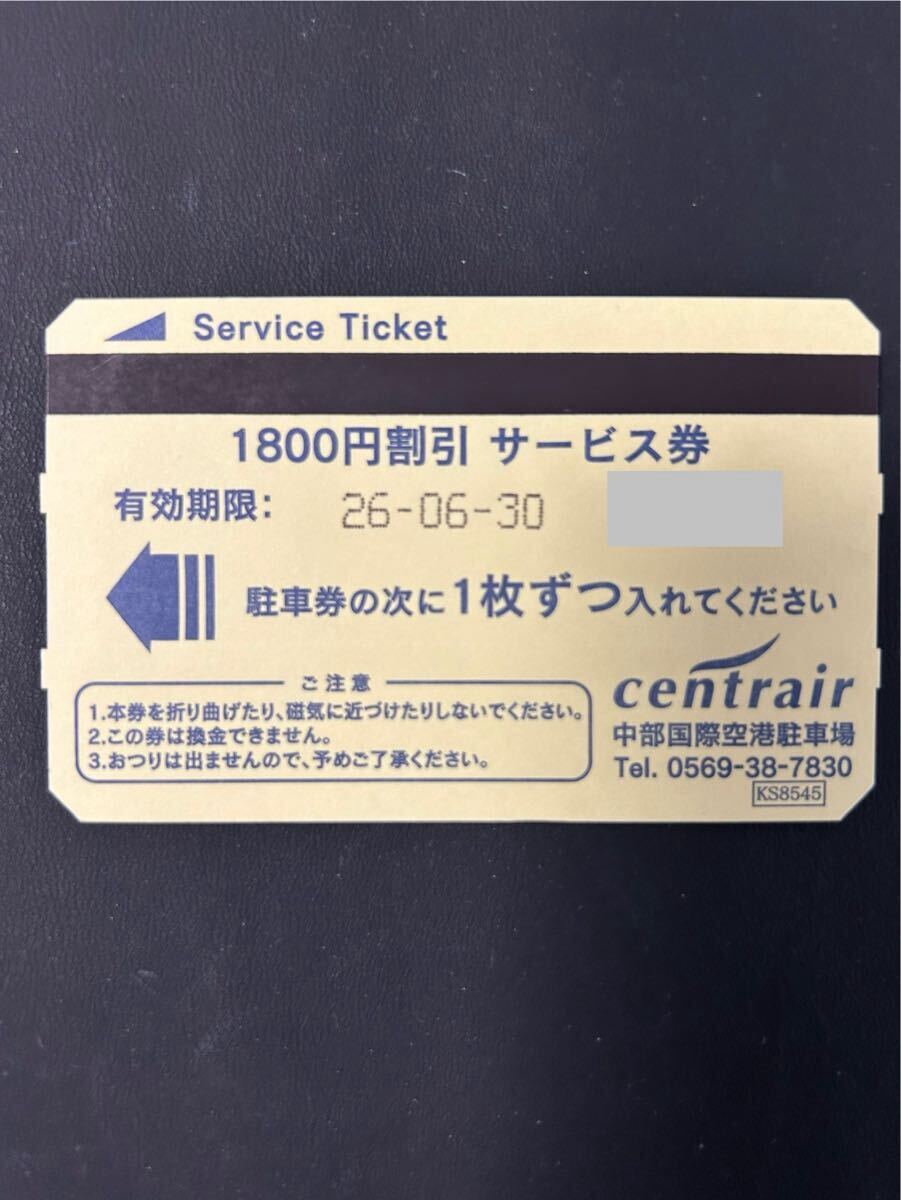 Service Ticket
1800円割引 サービス券
有効期限: 26-06-30
駐車券の次に1枚ずつ入れてください
ご注意
1.本券を折り曲げたり、磁気に近づけたりしないでください。
2.この券は換金できません。
3.おつりは出ませんので、予めご了承ください。
centrair
中部国際空港駐車場
Tel. 0569-38-7830
KS8545